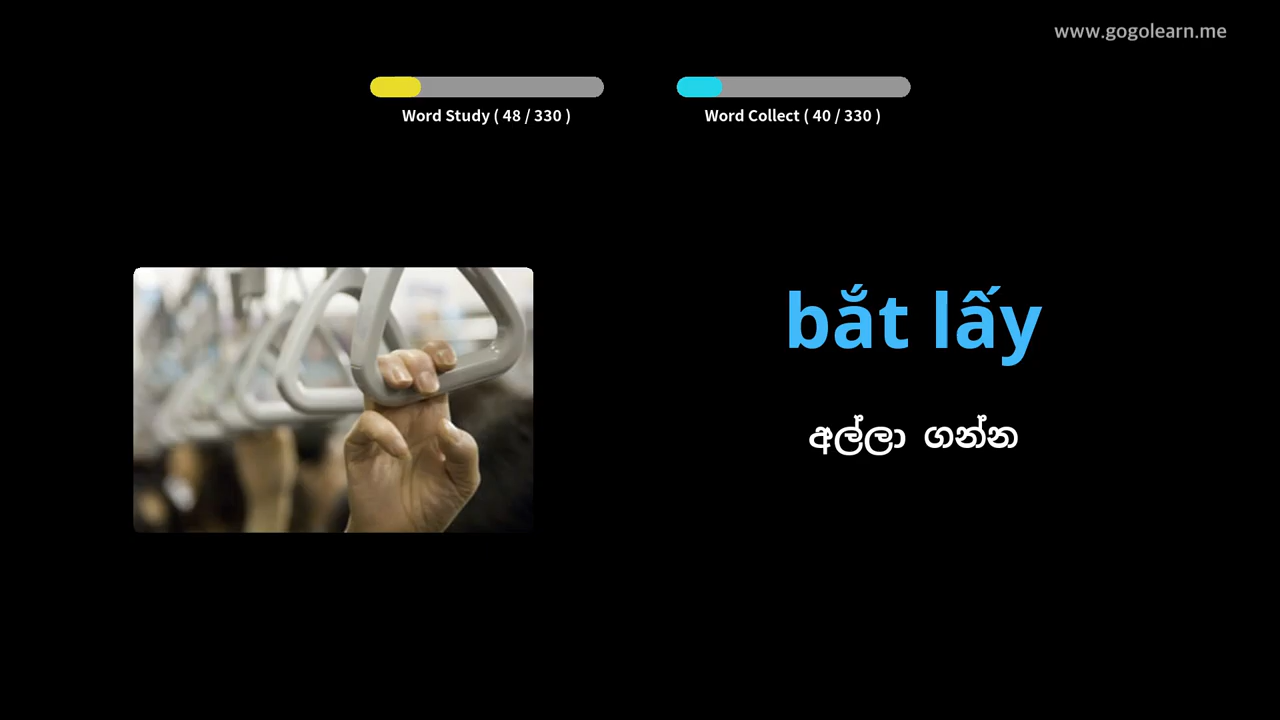 www.gogolearn.me
Word Study ( 48 / 330 )
Word Collect ( 40 / 330 )
bắt lấy
අල්ලා ගන්න